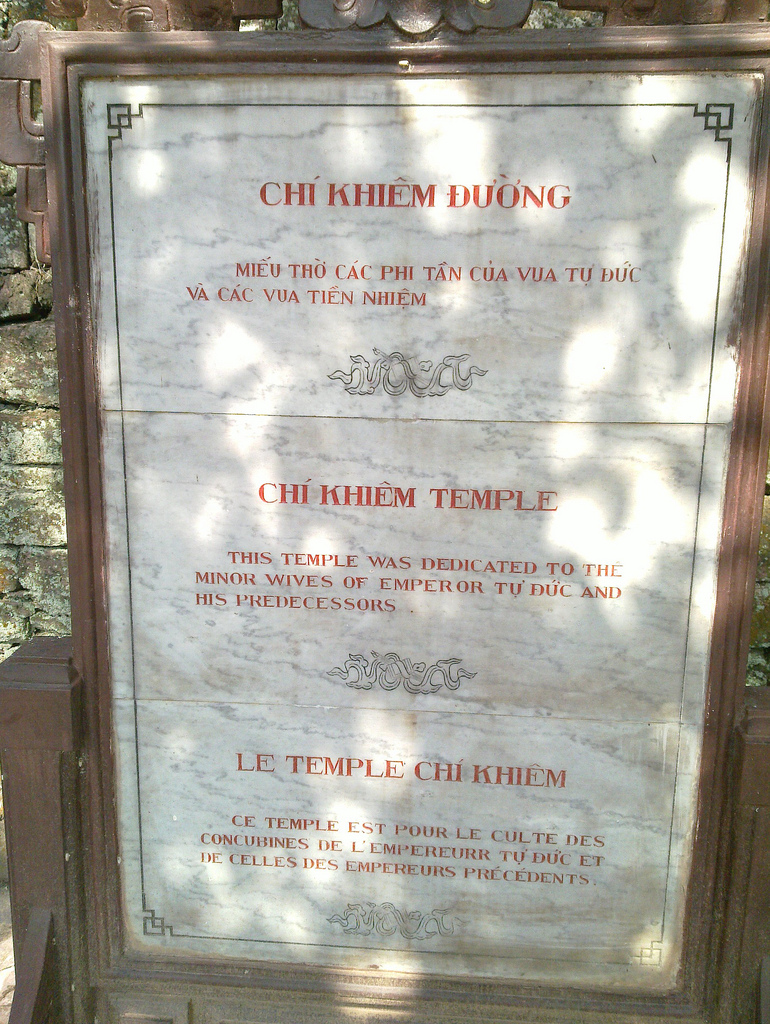 CHÍ KHIÊM ĐƯỜNG
MIẾU THỜ CÁC PHI TẦN CỦA VUA TỰ ĐỨC
VÀ CÁC VUA TIỀN NHIỆM
CHÍ KHIÊM TEMPLE
THIS TEMPLE WAS DEDICATED TO THE
MINOR WIVES OF EMPEROR TỰ ĐỨC AND
HIS PREDECESSORS .
LE TEMPLE CHÍ KHIÊM
CE TEMPLE EST POUR LE CULTE DES
CONCUBINES DE L'EMPEREURR TỰ ĐỨC ET
DE CELLES DES EMPEREURS PRÉCÉDENTS.